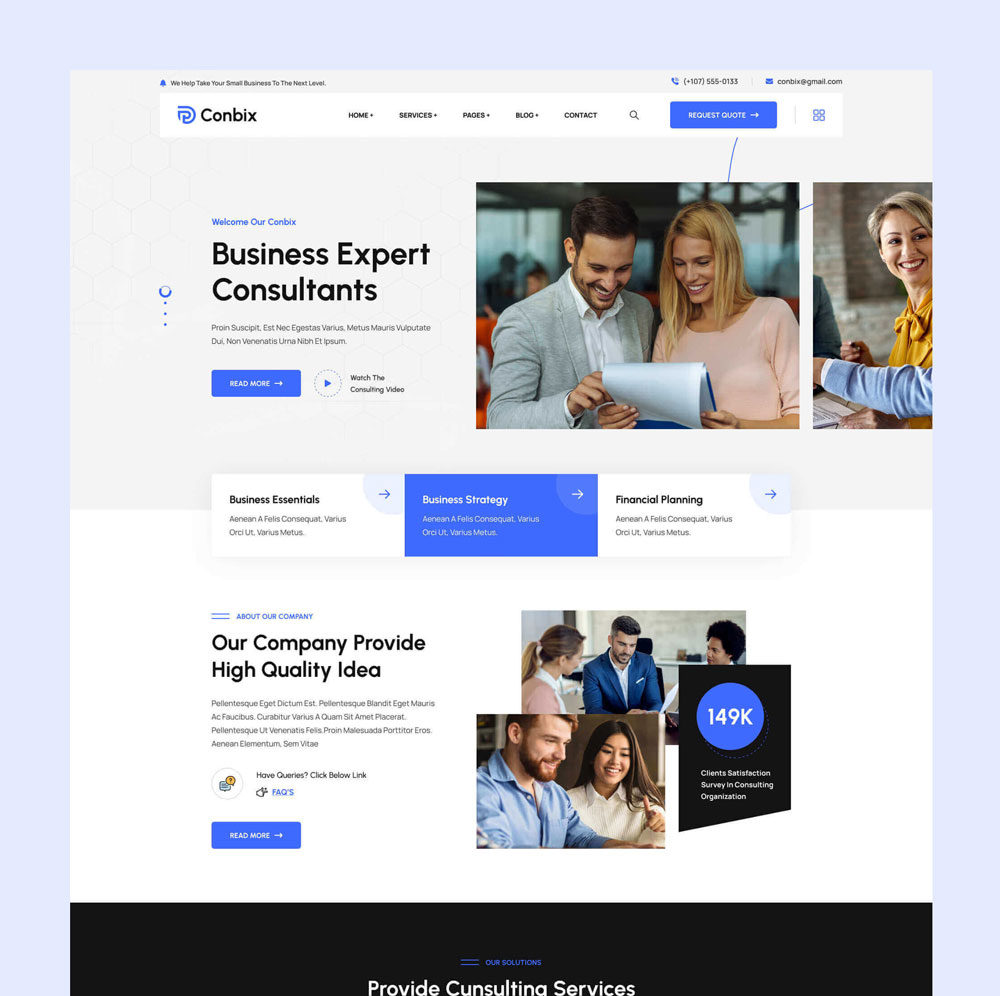 We Help Take Your Small Business To The Next Level.
(+107) 555-0133
conbix@gmail.com
Conbix
HOME +
SERVICES +
PAGES +
BLOG +
CONTACT
REQUEST QUOTE
Welcome Our Conbix
Business Expert
Consultants
Proin Suscipit, Est Nec Egestas Varius, Metus Mauris Vulputate
Dui, Non Venenatis Urna Nibh Et Ipsum.
READ MORE
Watch The
Consulting Video
Business Essentials
Aenean A Felis Consequat, Varius
Orci Ut, Varius Metus.
Business Strategy
Aenean A Felis Consequat, Varius
Orci Ut, Varius Metus.
Financial Planning
Aenean A Felis Consequat, Varius
Orci Ut, Varius Metus.
ABOUT OUR COMPANY
Our Company Provide
High Quality Idea
Pellentesque Eget Dictum Est. Pellentesque Blandit Eget Mauris
Ac Faucibus. Curabitur Varius A Quam Sit Amet Placerat.
Pellentesque Ut Venenatis Felis.Proin Malesuada Porttitor Eros.
Aenean Elementum, Sem Vitae
Have Queries? Click Below Link
FAQ'S
READ MORE
149K
Clients Satisfaction
Survey In Consulting
Organization
OUR SOLUTIONS
Provide Cunsulting Services